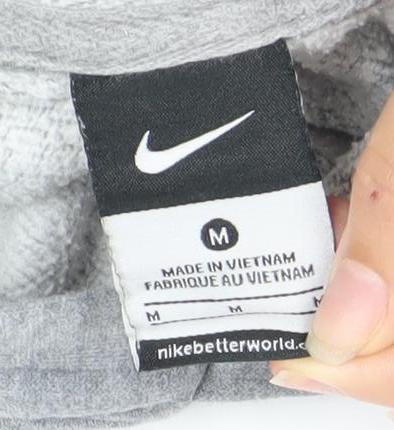 M
MADE IN VIETNAM
FABRIQUE AU VIETNAM
M M M
nikebetterworld.c